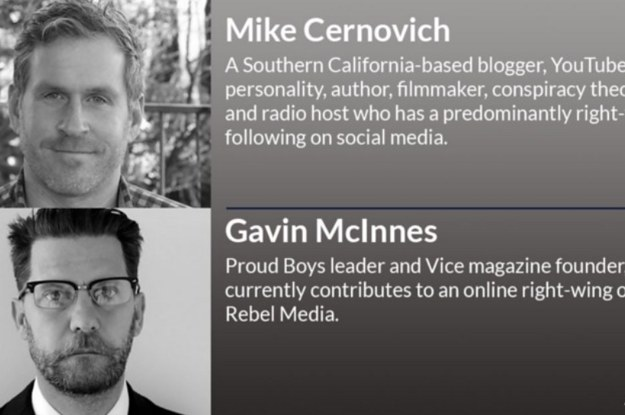 Mike Cernovich
A Southern California-based blogger, YouTube
personality, author, filmmaker, conspiracy theo
and radio host who has a predominantly right-
following on social media.
Gavin McInnes
Proud Boys leader and Vice magazine founder,
currently contributes to an online right-wing o
Rebel Media.